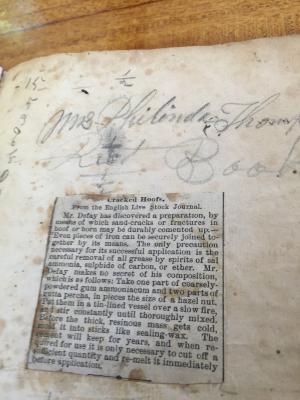 15
1/2
Mrs Philinda Thomp
Book
Cracked Hoofs.
From the English Live Stock Journal.
Mr. Defay has discovered a preparation, by
means of which sand-cracks or fractures in
hoof or horn may be durably cemented up.—
Even pieces of iron can be securely joined to-
gether by its means. The only precaution
necessary for its successful application is the
careful removal of all grease by spirits of sal
ammonia, sulphide of carbon, or ether. Mr.
Defay makes no secret of his composition,
which is as follows: Take one part of coarsely-
powdered gum ammoniacum and two parts of
gutta percha, in pieces the size of a hazel nut.
Put them in a tin-lined vessel over a slow fire,
and stir constantly until thoroughly mixed.
Before the thick, resinous mass gets cold,
mould it into sticks like sealing-wax. The
cement will keep for years, and when re-
quired for use it is only necessary to cut off a
sufficient quantity and re-melt it immediately
before application.